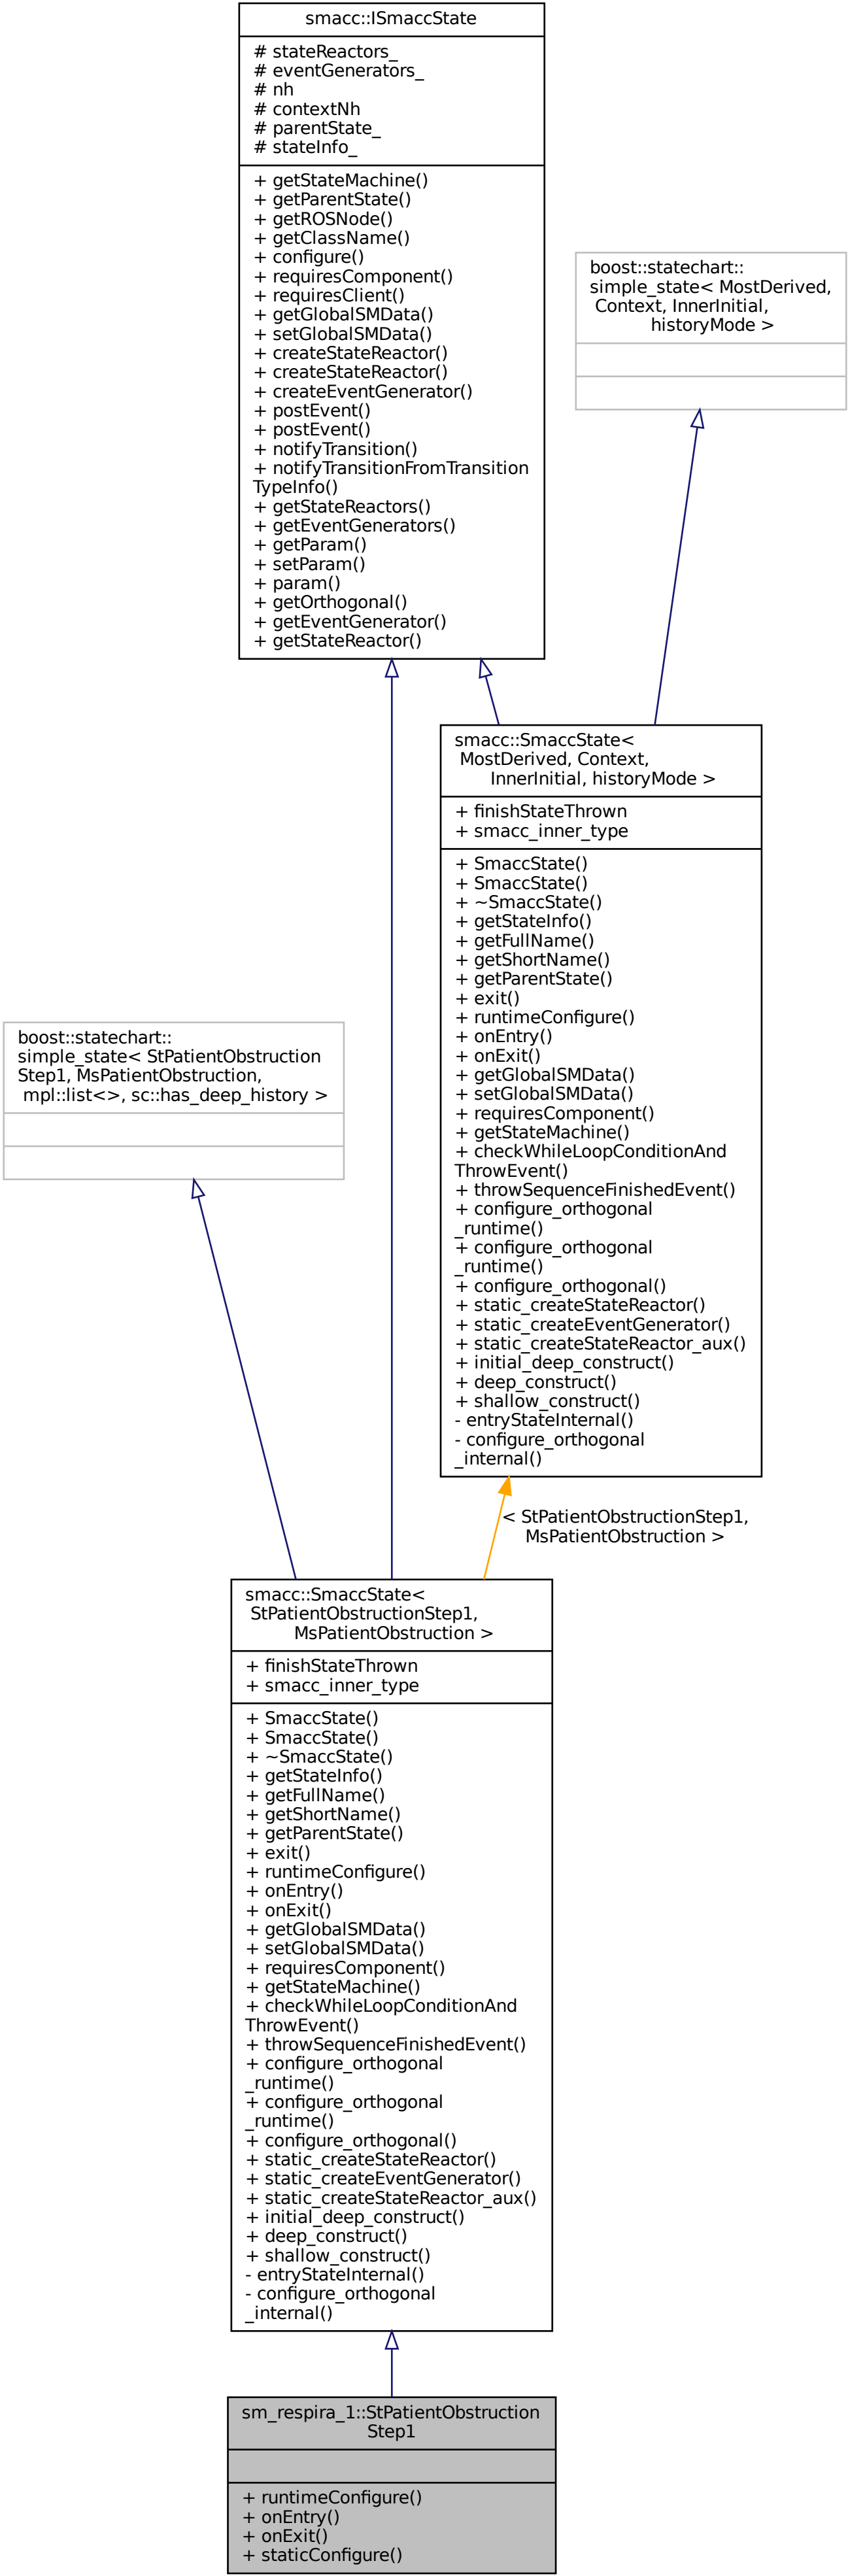 smacc::ISmaccState
# stateReactors_
# eventGenerators_
# nh
# contextNh
# parentState_
# stateInfo_
+ getStateMachine()
+ getParentState()
+ getROSNode()
+ getClassName()
+ configure()
+ requiresComponent()
+ requiresClient()
+ getGlobalSMData()
+ setGlobalSMData()
+ createStateReactor()
+ createStateReactor()
+ createEventGenerator()
+ postEvent()
+ postEvent()
+ notifyTransition()
+ notifyTransitionFromTransition
TypeInfo()
+ getStateReactors()
+ getEventGenerators()
+ getParam()
+ setParam()
+ param()
+ getOrthogonal()
+ getEventGenerator()
+ getStateReactor()
boost::statechart::
simple_state< MostDerived,
Context, InnerInitial,
historyMode >
smacc::SmaccState<
MostDerived, Context,
InnerInitial, historyMode >
+ finishStateThrown
+ smacc_inner_type
+ SmaccState()
+ SmaccState()
+ ~SmaccState()
+ getStateInfo()
+ getFullName()
+ getShortName()
+ getParentState()
+ exit()
+ runtimeConfigure()
+ onEntry()
+ onExit()
+ getGlobalSMData()
+ setGlobalSMData()
+ requiresComponent()
+ getStateMachine()
+ checkWhileLoopConditionAnd
ThrowEvent()
+ throwSequenceFinishedEvent()
+ configure_orthogonal
_runtime()
+ configure_orthogonal
_runtime()
+ configure_orthogonal()
+ static_createStateReactor()
+ static_createEventGenerator()
+ static_createStateReactor_aux()
+ initial_deep_construct()
+ deep_construct()
+ shallow_construct()
- entryStateInternal()
- configure_orthogonal
_internal()
boost::statechart::
simple_state< StPatientObstruction
Step1, MsPatientObstruction,
mpl::list<>, sc::has_deep_history >
< StPatientObstructionStep1,
MsPatientObstruction >
smacc::SmaccState<
StPatientObstructionStep1,
MsPatientObstruction >
+ finishStateThrown
+ smacc_inner_type
+ SmaccState()
+ SmaccState()
+ ~SmaccState()
+ getStateInfo()
+ getFullName()
+ getShortName()
+ getParentState()
+ exit()
+ runtimeConfigure()
+ onEntry()
+ onExit()
+ getGlobalSMData()
+ setGlobalSMData()
+ requiresComponent()
+ getStateMachine()
+ checkWhileLoopConditionAnd
ThrowEvent()
+ throwSequenceFinishedEvent()
+ configure_orthogonal
_runtime()
+ configure_orthogonal
_runtime()
+ configure_orthogonal()
+ static_createStateReactor()
+ static_createEventGenerator()
+ static_createStateReactor_aux()
+ initial_deep_construct()
+ deep_construct()
+ shallow_construct()
- entryStateInternal()
- configure_orthogonal
_internal()
sm_respira_1::StPatientObstruction
Step1
+ runtimeConfigure()
+ onEntry()
+ onExit()
+ staticConfigure()